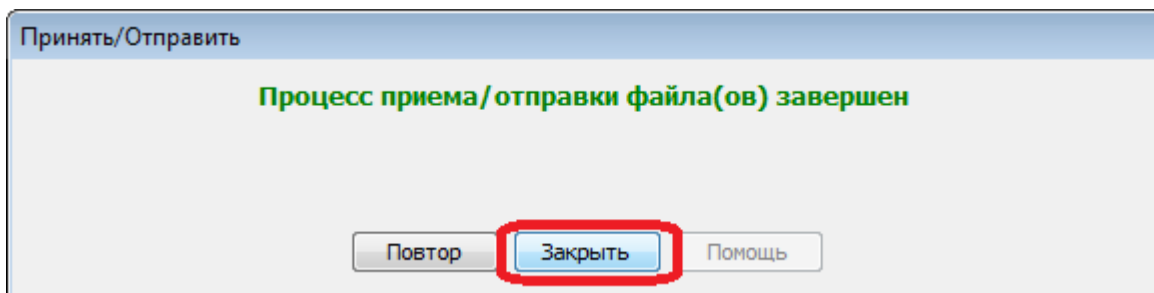 Принять/Отправить
Процесс приема/отправки файла(ов) завершен
Повтор Закрыть Помощь